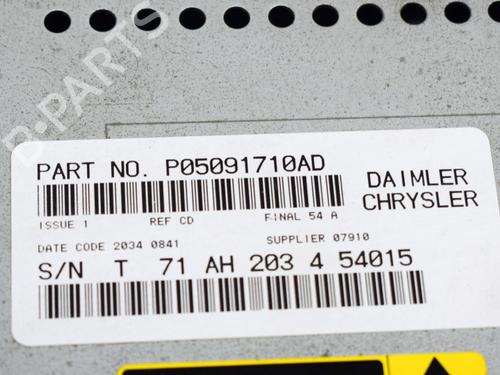 B-PARTS
PART NO. P05091710AD
DAIMLER
CHRYSLER
ISSUE 1 REF CD FINAL 54 A
DATE CODE 2034 0841 SUPPLIER 07910
S/N T 71 AH 203 4 54015